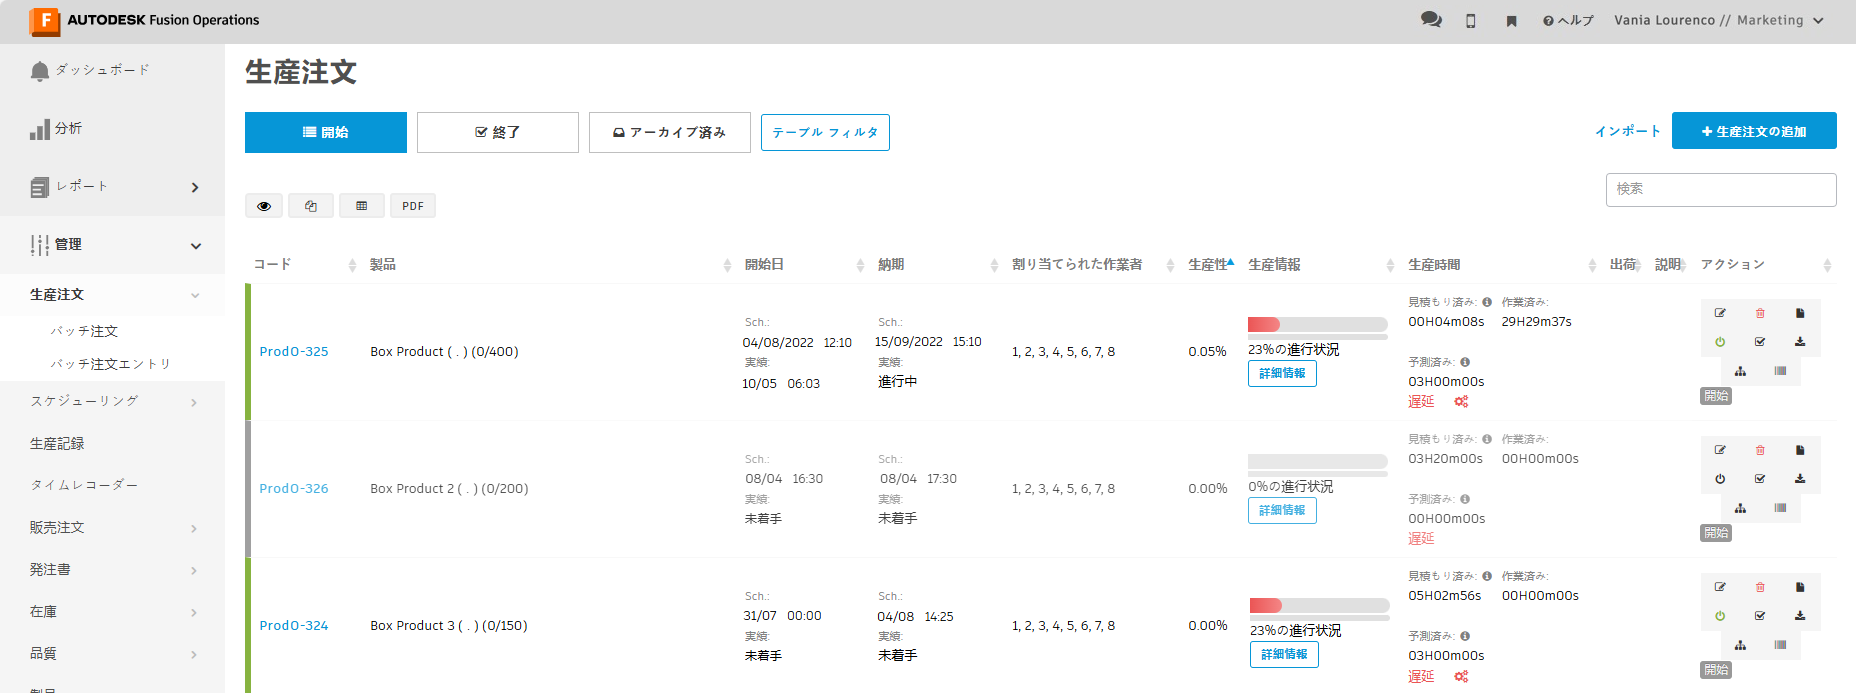 AUTODESK Fusion Operations
ヘルプ
Vania Lourenco // Marketing
ダッシュボード
分析
レポート
管理
生産注文
バッチ注文
バッチ注文エントリ
スケジューリング
生産記録
タイムレコーダー
販売注文
発注書
在庫
品質
生産注文
開始
終了
アーカイブ済み
テーブル フィルタ
インポート
生産注文の追加
検索
PDF
コード 製品 開始日 納期 割り当てられた作業者 生産性 生産情報 生産時間 出荷 説明 アクション
ProdO-325
Box Product ( . ) (0/400)
Sch.:
04/08/2022 12:10
実績:
10/05 06:03
Sch.:
15/09/2022 15:10
実績:
進行中
1, 2, 3, 4, 5, 6, 7, 8
0.05%
23%の進行状況
詳細情報
見積もり済み: 作業済み:
00H04m08s 29H29m37s
予測済み:
03H00m00s
遅延
開始
ProdO-326
Box Product 2 ( . ) (0/200)
Sch.:
08/04 16:30
実績:
未着手
Sch.:
08/04 17:30
実績:
未着手
1, 2, 3, 4, 5, 6, 7, 8
0.00%
0%の進行状況
詳細情報
見積もり済み: 作業済み:
03H20m00s 00H00m00s
予測済み:
00H00m00s
遅延
開始
ProdO-324
Box Product 3 ( . ) (0/150)
Sch.:
31/07 00:00
実績:
未着手
Sch.:
04/08 14:25
実績:
未着手
1, 2, 3, 4, 5, 6, 7, 8
0.00%
23%の進行状況
詳細情報
見積もり済み: 作業済み:
05H02m56s 00H00m00s
予測済み:
03H00m00s
遅延
開始